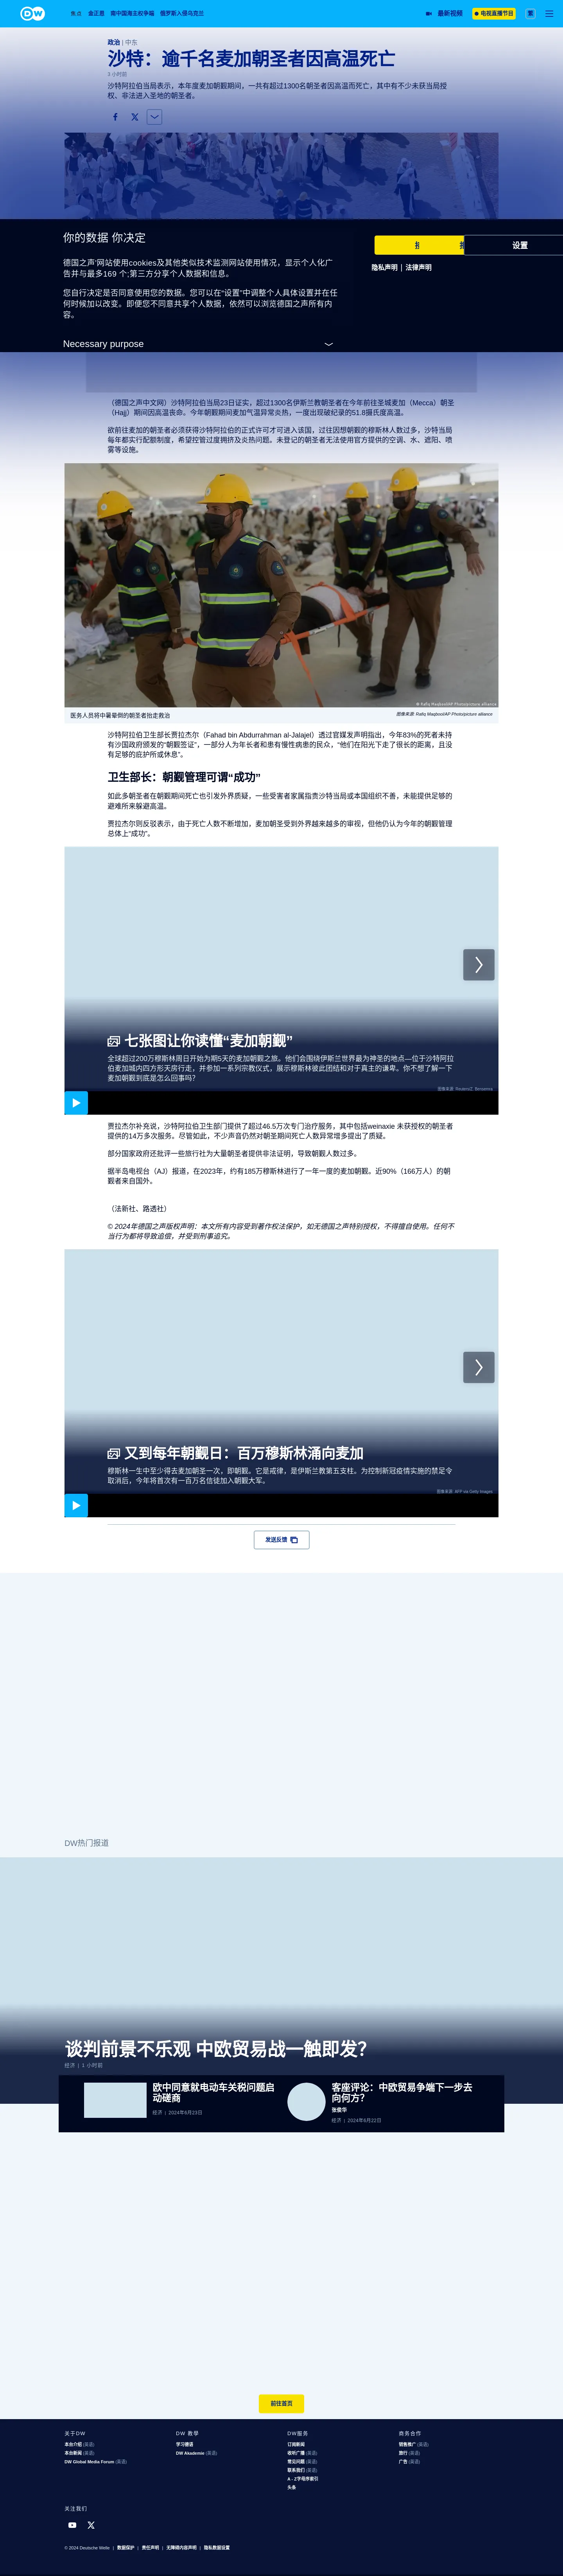 DW
焦点 金正恩 南中国海主权争端 俄罗斯入侵乌克兰
最新视频 电视直播节目 繁
政治 | 中东
沙特：逾千名麦加朝圣者因高温死亡
3 小时前
沙特阿拉伯当局表示，本年度麦加朝觐期间，一共有超过1300名朝圣者因高温而死亡，其中有不少未获当局授
权、非法进入圣地的朝圣者。
你的数据 你决定
德国之声'网站使用cookies及其他类似技术监测网站使用情况，显示个人化广
告并与最多169 个;第三方分享个人数据和信息。
您自行决定是否同意使用您的数据。您可以在"设置"中调整个人具体设置并在任
何时候加以改变。即便您不同意共享个人数据，依然可以浏览德国之声所有内
容。
Necessary purpose
设置
隐私声明 | 法律声明
（德国之声中文网）沙特阿拉伯当局23日证实，超过1300名伊斯兰教朝圣者在今年前往圣城麦加（Mecca）朝圣
（Hajj）期间因高温丧命。今年朝觐期间麦加气温异常炎热，一度出现破纪录的51.8摄氏度高温。
欲前往麦加的朝圣者必须获得沙特阿拉伯的正式许可才可进入该国，过往因想朝觐的穆斯林人数过多，沙特当局
每年都实行配额制度，希望控管过度拥挤及炎热问题。未登记的朝圣者无法使用官方提供的空调、水、遮阳、喷
雾等设施。
© Rafiq Maqbool/AP Photo/picture alliance
医务人员将中暑晕倒的朝圣者抬走救治
图像来源: Rafiq Maqbool/AP Photo/picture alliance
沙特阿拉伯卫生部长贾拉杰尔（Fahad bin Abdurrahman al-Jalajel）透过官媒发声明指出，今年83%的死者未持
有沙国政府颁发的“朝觐签证”，一部分人为年长者和患有慢性病患的民众，“他们在阳光下走了很长的距离，且没
有足够的庇护所或休息”。
卫生部长：朝觐管理可谓“成功”
如此多朝圣者在朝觐期间死亡也引发外界质疑，一些受害者家属指责沙特当局或本国组织不善，未能提供足够的
避难所来躲避高温。
贾拉杰尔则反驳表示，由于死亡人数不断增加，麦加朝圣受到外界越来越多的审视，但他仍认为今年的朝觐管理
总体上“成功”。
七张图让你读懂“麦加朝觐”
全球超过200万穆斯林周日开始为期5天的麦加朝觐之旅。他们会围绕伊斯兰世界最为神圣的地点—位于沙特阿拉
伯麦加城内四方形天房行走，并参加一系列宗教仪式，展示穆斯林彼此团结和对于真主的谦卑。你不想了解一下
麦加朝觐到底是怎么回事吗？
图像来源: Reuters/Z. Bensemra
贾拉杰尔补充说，沙特阿拉伯卫生部门提供了超过46.5万次专门治疗服务，其中包括weinaxie 未获授权的朝圣者
提供的14万多次服务。尽管如此，不少声音仍然对朝圣期间死亡人数异常增多提出了质疑。
部分国家政府还批评一些旅行社为大量朝圣者提供非法证明，导致朝觐人数过多。
据半岛电视台（AJ）报道，在2023年，约有185万穆斯林进行了一年一度的麦加朝觐。近90%（166万人）的朝
觐者来自国外。
（法新社、路透社）
© 2024年德国之声版权声明：本文所有内容受到著作权法保护，如无德国之声特别授权，不得擅自使用。任何不
当行为都将导致追偿，并受到刑事追究。
又到每年朝觐日：百万穆斯林涌向麦加
穆斯林一生中至少得去麦加朝圣一次，即朝觐。它是戒律，是伊斯兰教第五支柱。为控制新冠疫情实施的禁足令
取消后，今年将首次有一百万名信徒加入朝觐大军。
图像来源: AFP via Getty Images
发送反馈
DW热门报道
谈判前景不乐观 中欧贸易战一触即发？
经济 | 1 小时前
欧中同意就电动车关税问题启
动磋商
经济 | 2024年6月23日
客座评论：中欧贸易争端下一步去
向何方？
张俊华
经济 | 2024年6月22日
前往首页
关于DW
本台介绍 (英语)
本台新闻 (英语)
DW Global Media Forum (英语)
DW 教学
学习德语
DW Akademie (英语)
DW服务
订阅新闻
收听广播 (英语)
常见问题 (英语)
联系我们 (英语)
A - Z字母序索引
头条
商务合作
销售推广 (英语)
旅行 (英语)
广告 (英语)
关注我们
© 2024 Deutsche Welle | 数据保护 | 责任声明 | 无障碍内容声明 | 隐私数据设置